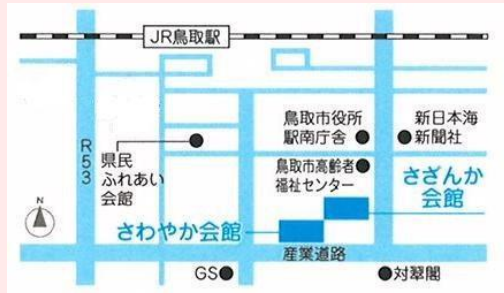 JR鳥取駅
鳥取市役所
駅南庁舎
新日本海
新聞社
R53
県民
ふれあい
会館
鳥取市高齢者
福祉センター
さざんか
会館
N
さわやか会館
産業道路
GS
対翠閣